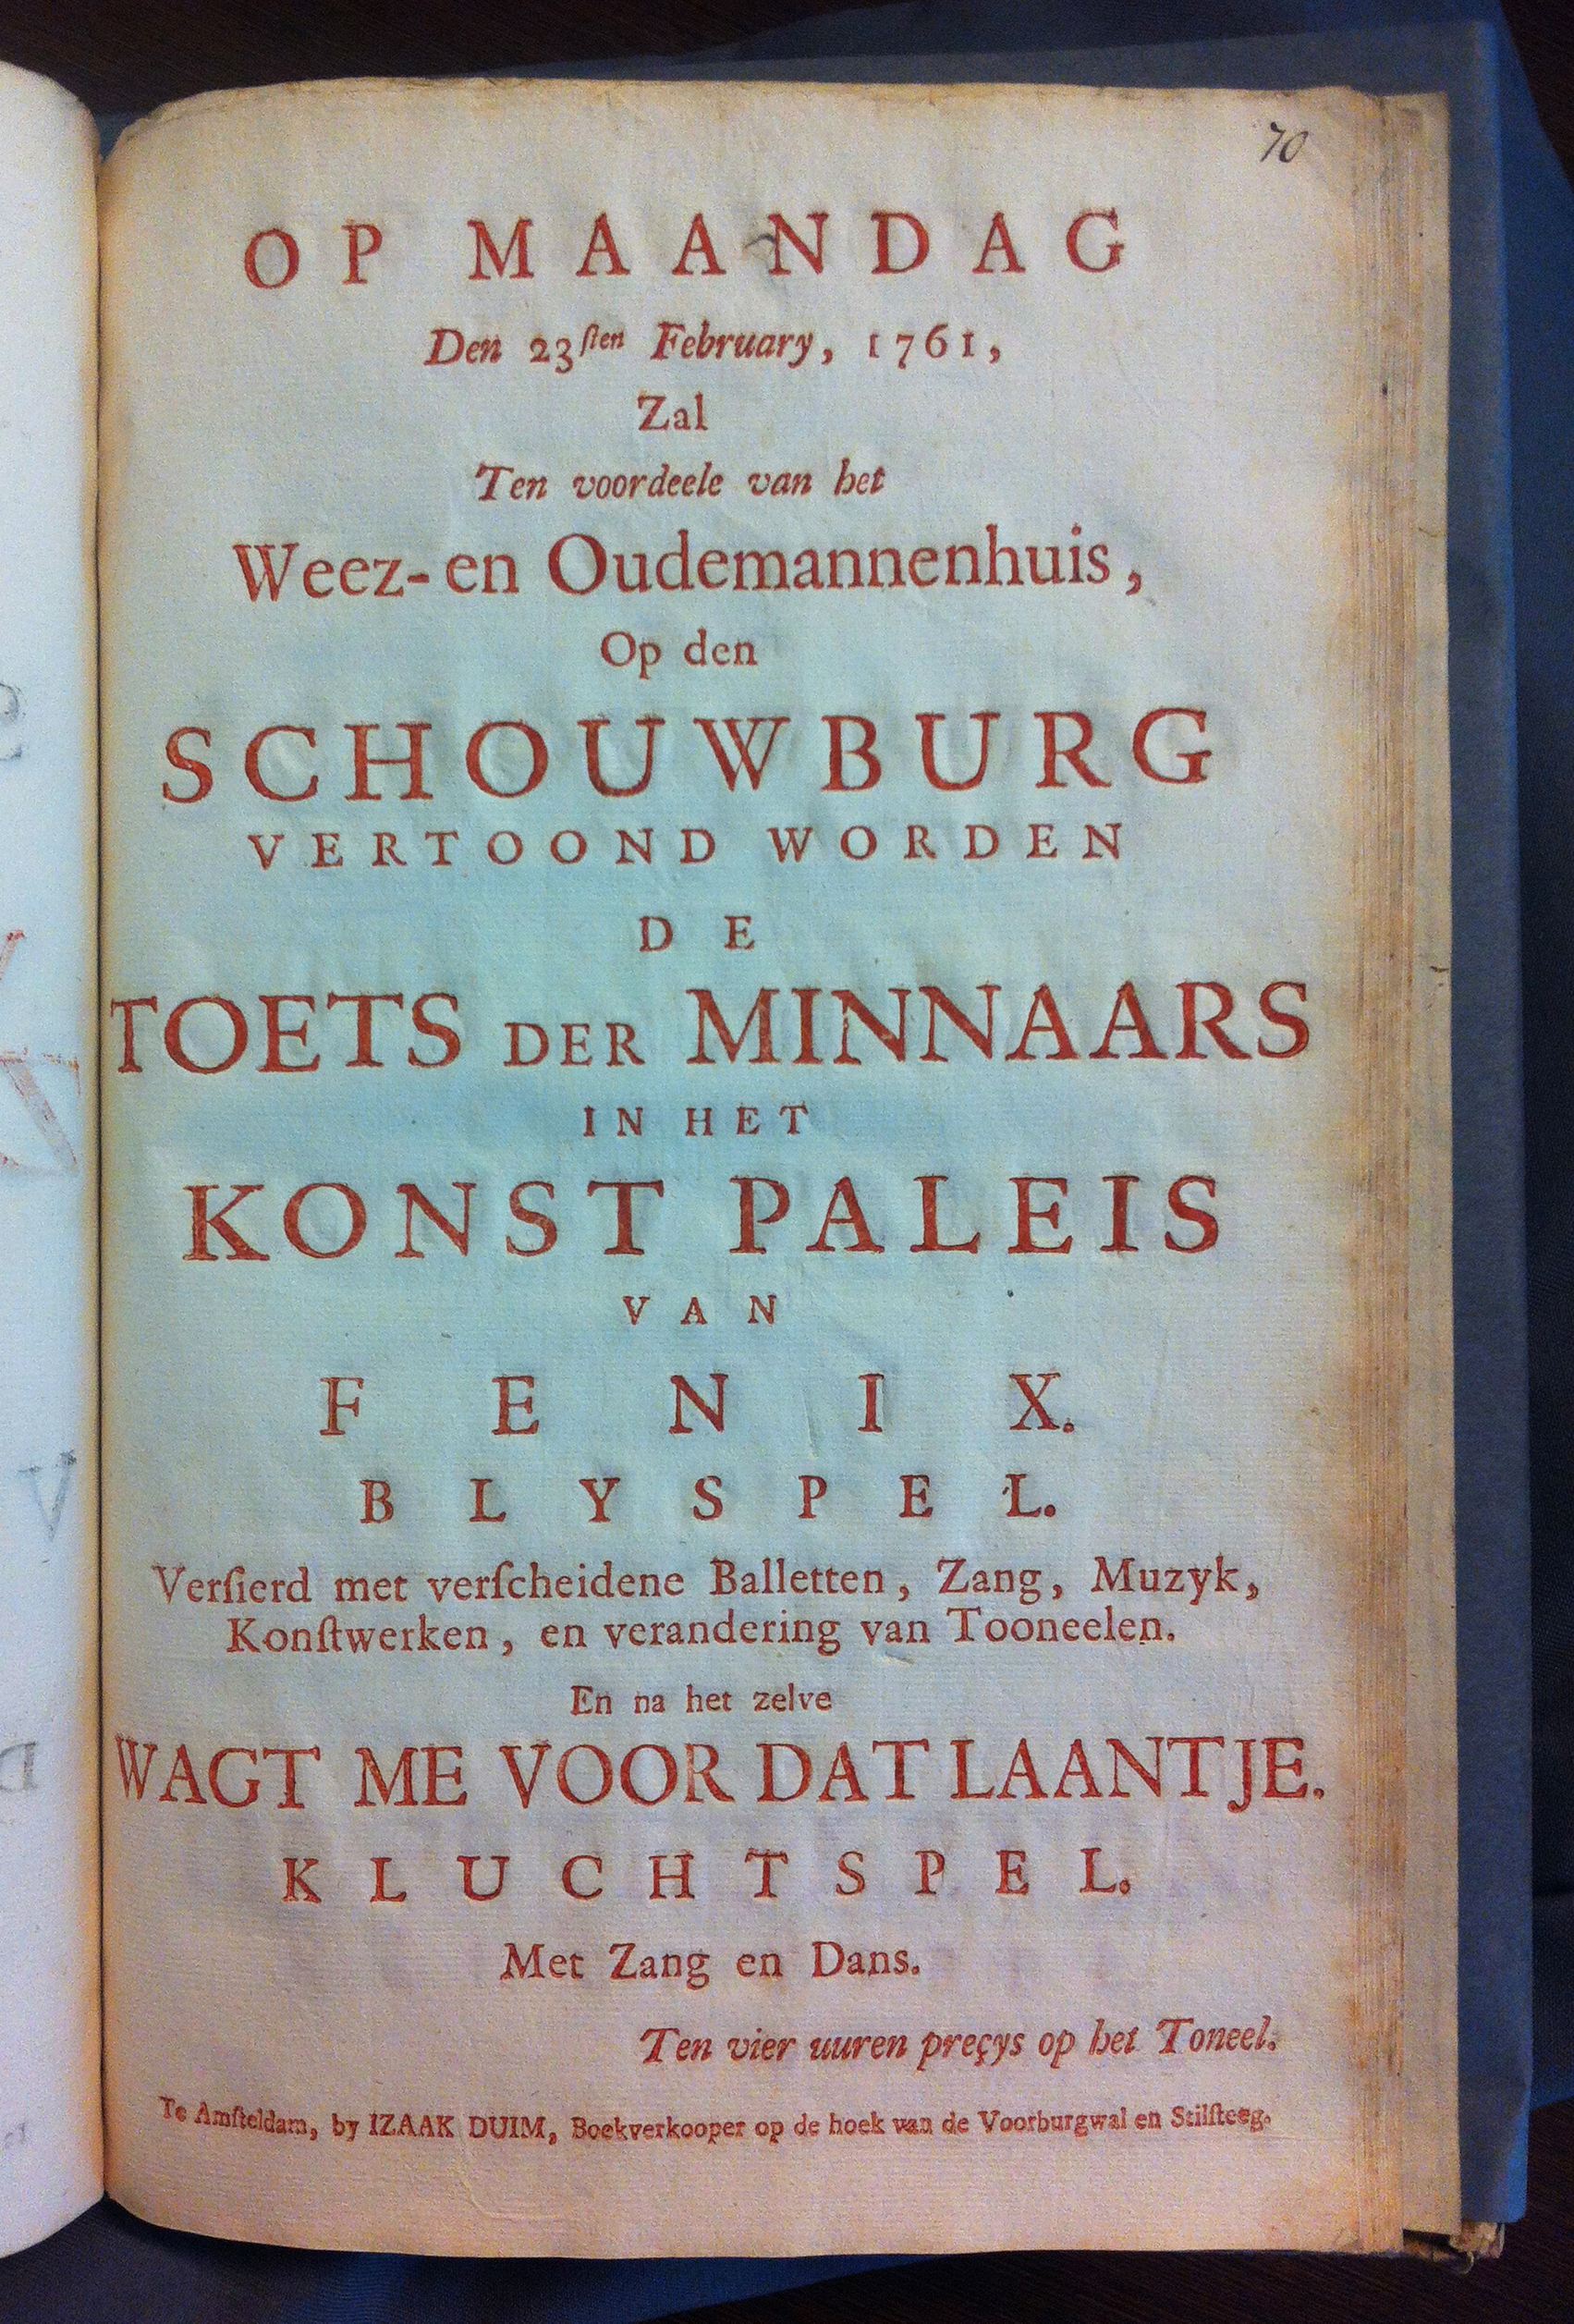 70
OP MAANDAG
Den 23ſten February, 1761,
Zal
Ten voordeele van het
Weez-en Oudemannenhuis,
Op den
SCHOUWBURG
VERTOOND WORDEN
DE
TOETS DER MINNAARS
IN HET
KONST PALEIS
VAN
FENIX.
BLYSPEL.
Verſierd met verſcheidene Balletten, Zang, Muzyk,
Konſtwerken, en verandering van Tooneelen.
En na het zelve
WAGT ME VOOR DAT LAANTJE.
KLUCHTSPEL.
Met Zang en Dans.
Ten vier uuren preçys op het Toneel.
Te Amſteldam, by IZAAK DUIM, Boekverkooper op de hoek van de Voorburgwal en Stilſteeg.